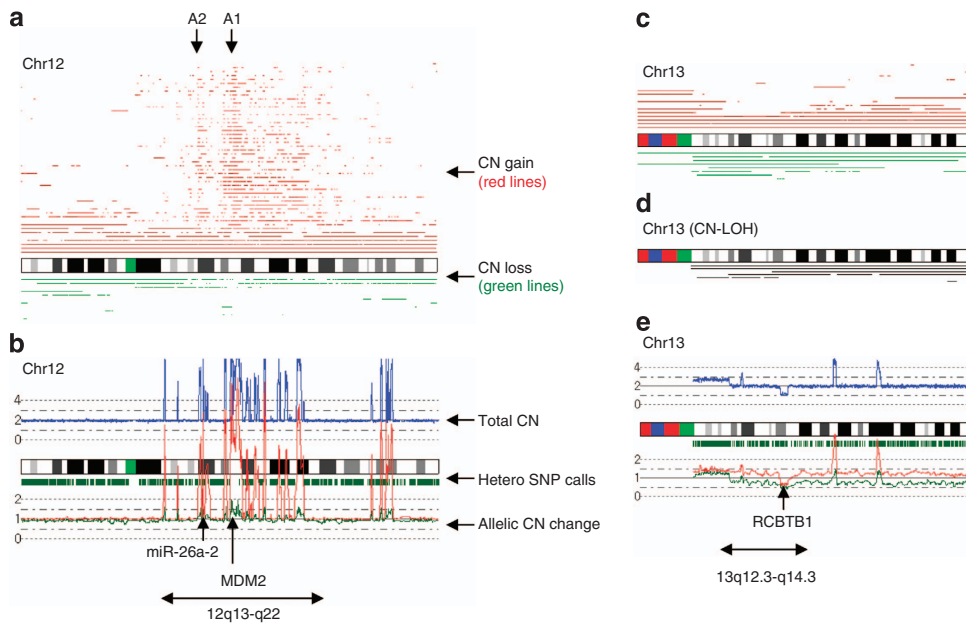 a
A2 A1
Chr12
CN gain
(red lines)
CN loss
(green lines)
b
Chr12
4
2
0
Total CN
Hetero SNP calls
2
1
0
Allelic CN change
miR-26a-2
MDM2
12q13-q22
c
Chr13
d
Chr13 (CN-LOH)
e
Chr13
4
2
0
2
1
0
RCBTB1
13q12.3-q14.3